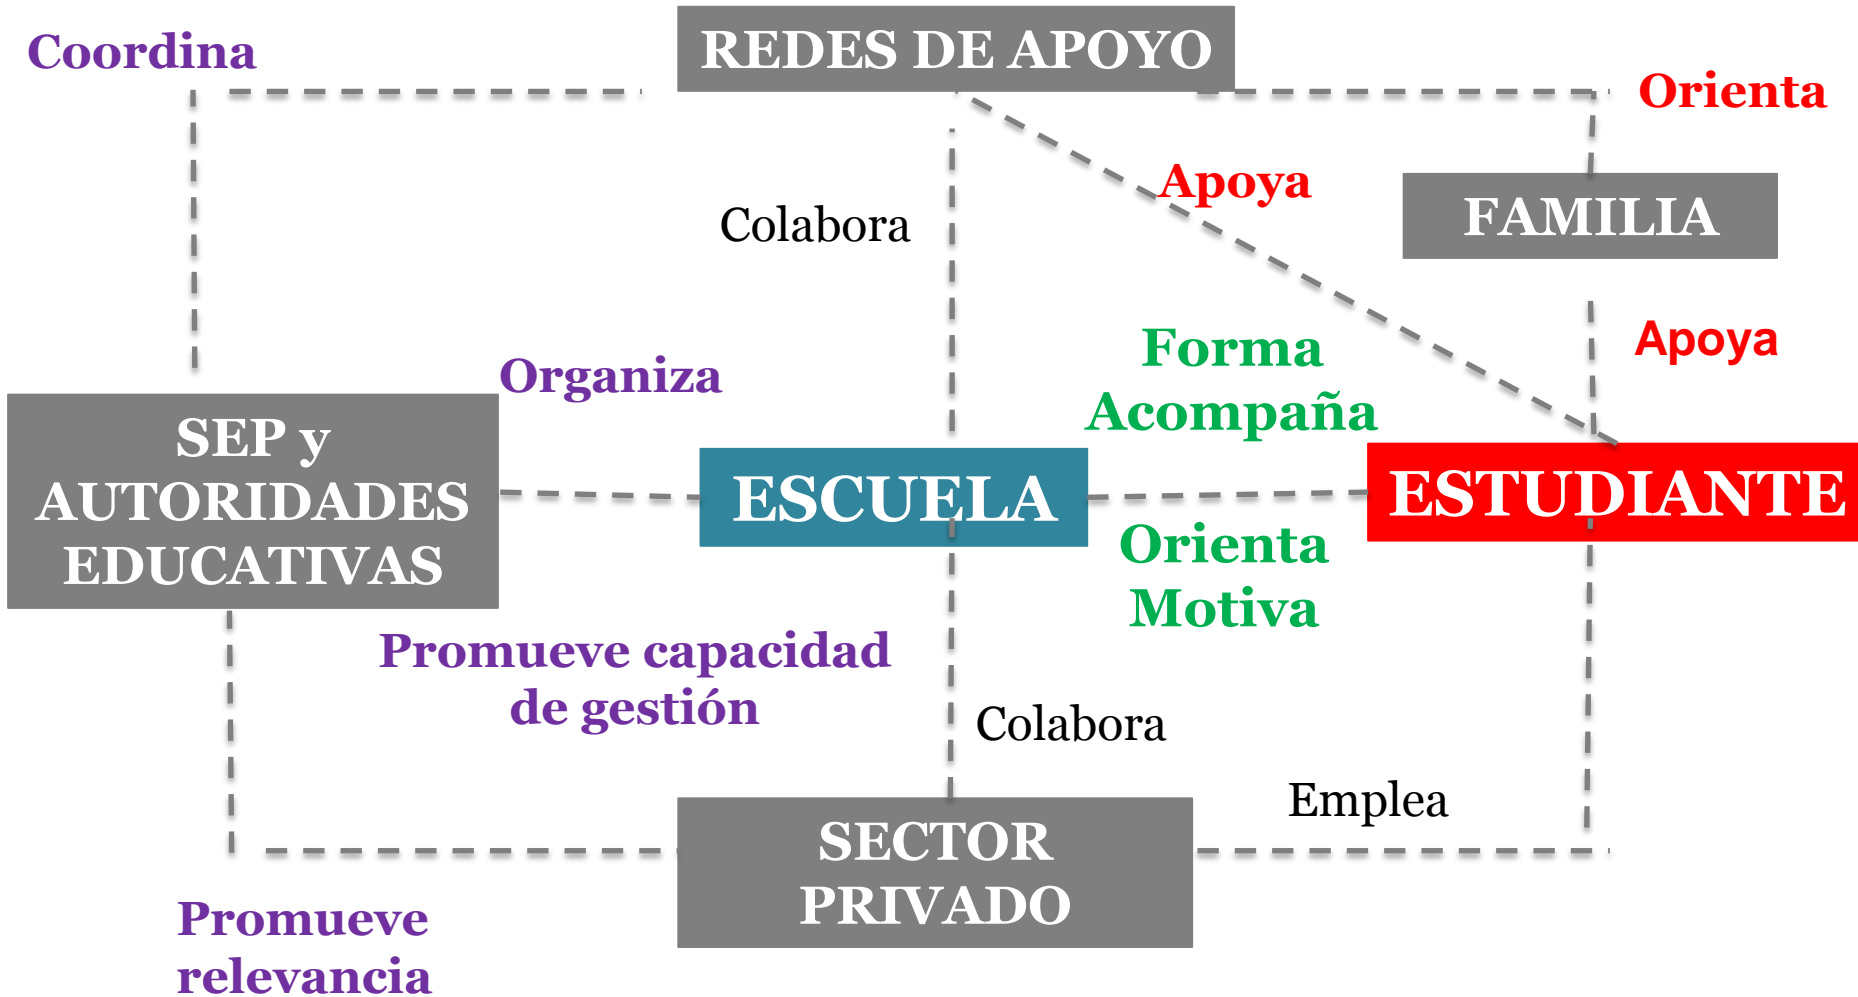 Coordina
REDES DE APOYO
Orienta
Apoya
FAMILIA
Colabora
Apoya
Forma
Acompaña
Organiza
SEP y
AUTORIDADES
EDUCATIVAS
ESCUELA
ESTUDIANTE
Orienta
Motiva
Promueve capacidad
de gestión
Colabora
Emplea
SECTOR
PRIVADO
Promueve
relevancia